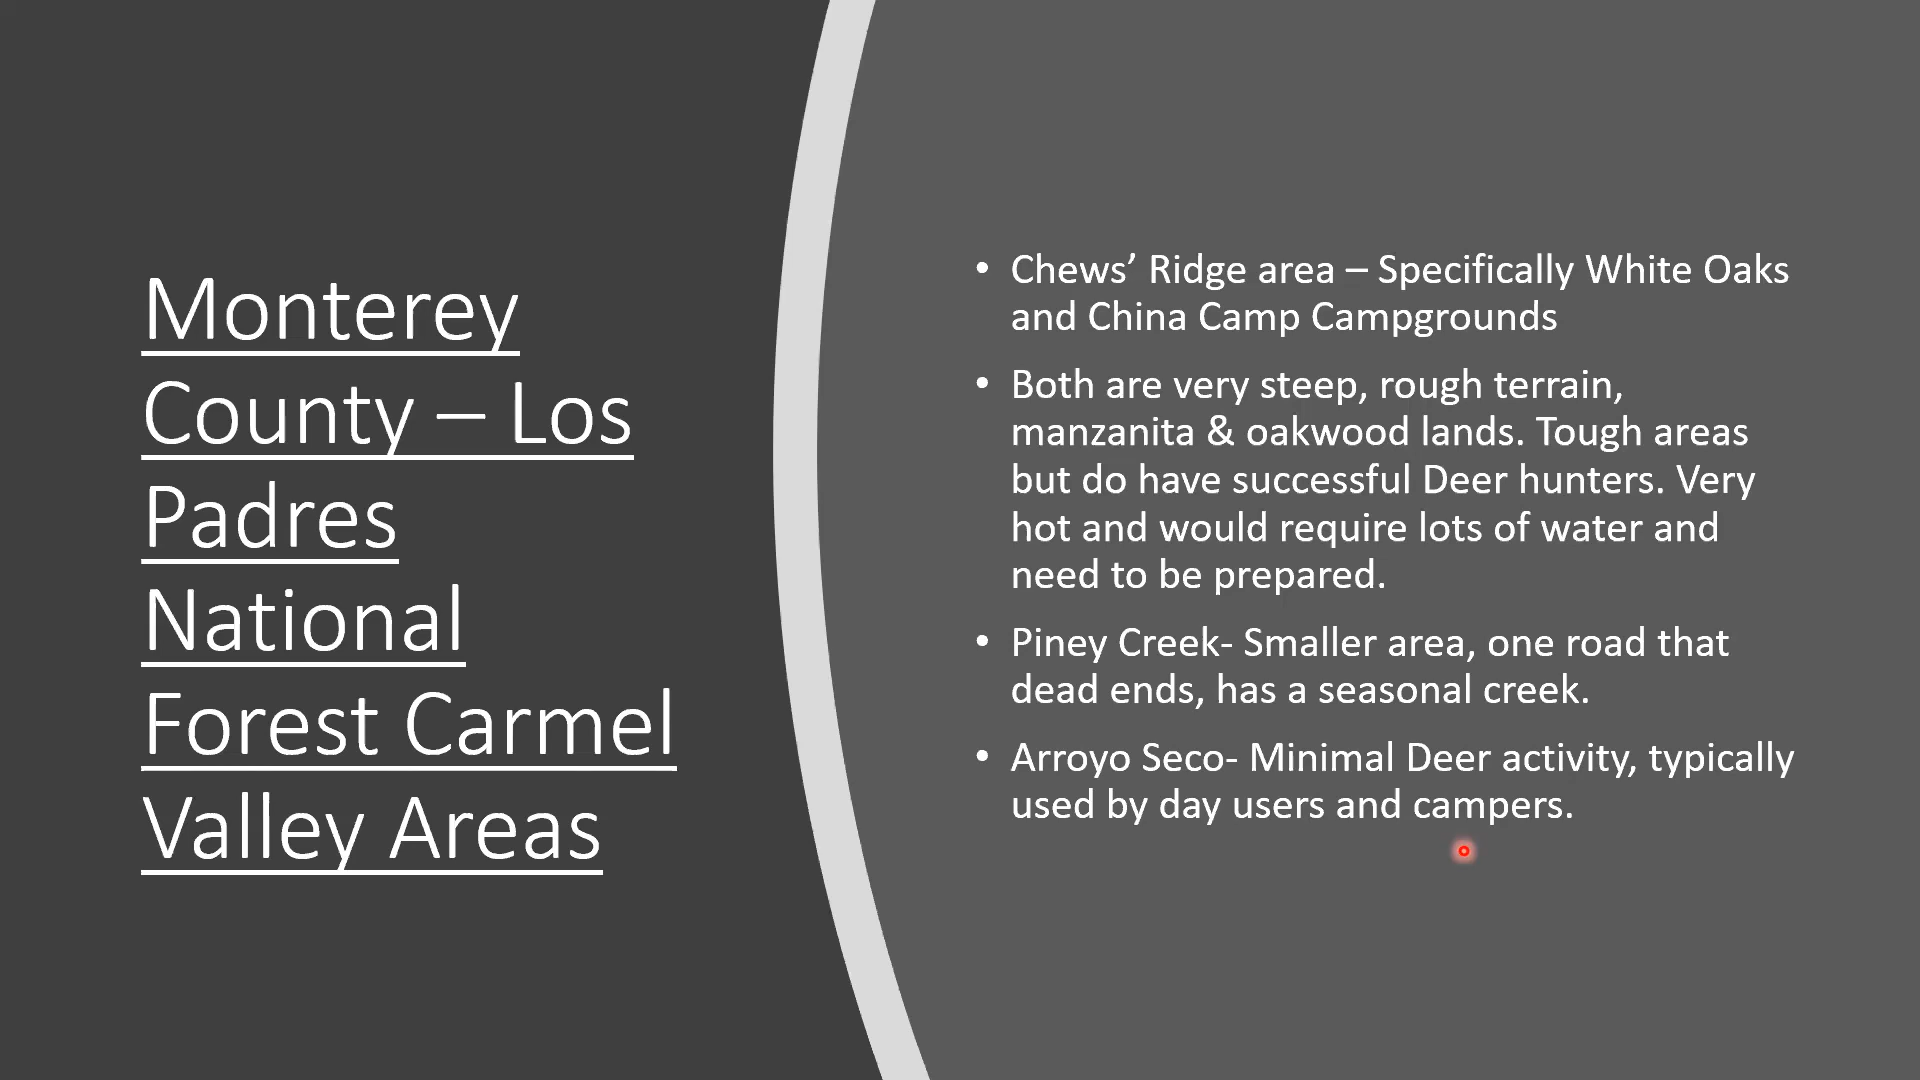 Monterey
County – Los
Padres
National
Forest Carmel
Valley Areas
• Chews’ Ridge area – Specifically White Oaks
and China Camp Campgrounds
• Both are very steep, rough terrain,
manzanita & oakwood lands. Tough areas
but do have successful Deer hunters. Very
hot and would require lots of water and
need to be prepared.
• Piney Creek- Smaller area, one road that
dead ends, has a seasonal creek.
• Arroyo Seco- Minimal Deer activity, typically
used by day users and campers.